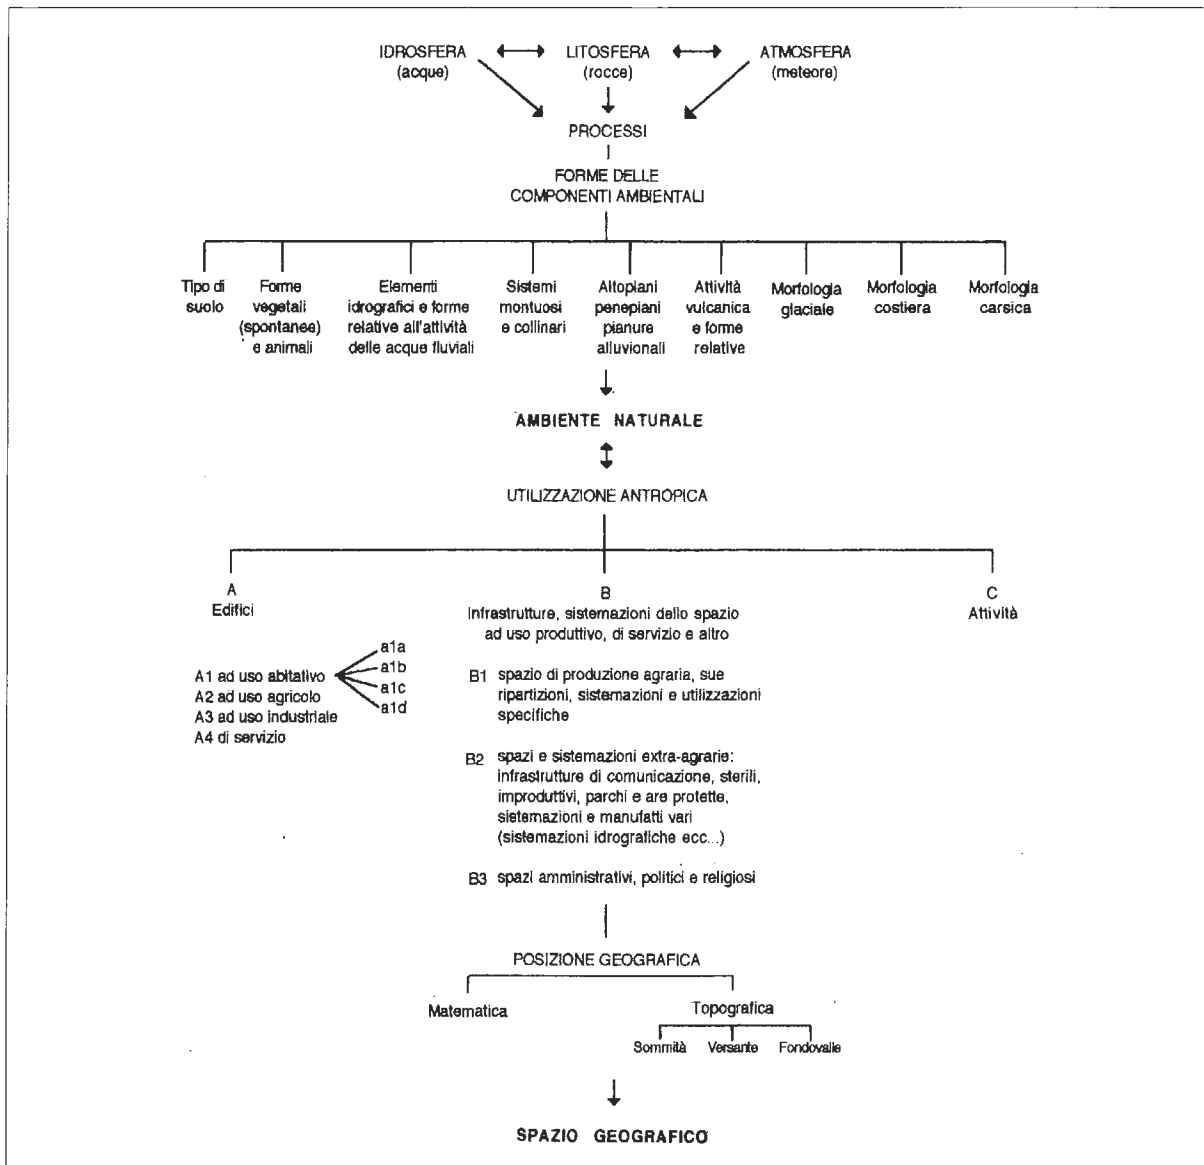 IDROSFERA LITOSFERA ATMOSFERA
(acque) (rocce) (meteore)
PROCESSI
FORME DELLE
COMPONENTI AMBIENTALI
Tipo di
suolo
Forme
vegetali
(spontanee)
e animali
Elementi
idrografici e forme
relative all'attività
delle acque fluviali
Sistemi
montuosi
e collinari
Altopiani
penepiani
pianure
alluvionali
Attività
vulcanica
e forme
relative
Morfologia
glaciale
Morfologia
costiera
Morfologia
carsica
AMBIENTE NATURALE
UTILIZZAZIONE ANTROPICA
A
Edifici
A1 ad uso abitativo
A2 ad uso agricolo
A3 ad uso industriale
A4 di servizio
a1a
a1b
a1c
a1d
B
Infrastrutture, sistemazioni dello spazio
ad uso produttivo, di servizio e altro
B1 spazio di produzione agraria, sue
ripartizioni, sistemazioni e utilizzazioni
specifiche
B2 spazi e sistemazioni extra-agrarie:
infrastrutture di comunicazione, sterili,
improduttivi, parchi e are protette,
sistemazioni e manufatti vari
(sistemazioni idrografiche ecc...)
B3 spazi amministrativi, politici e religiosi
C
Attività
POSIZIONE GEOGRAFICA
Matematica
Topografica
Sommità Versante Fondovalle
SPAZIO GEOGRAFICO